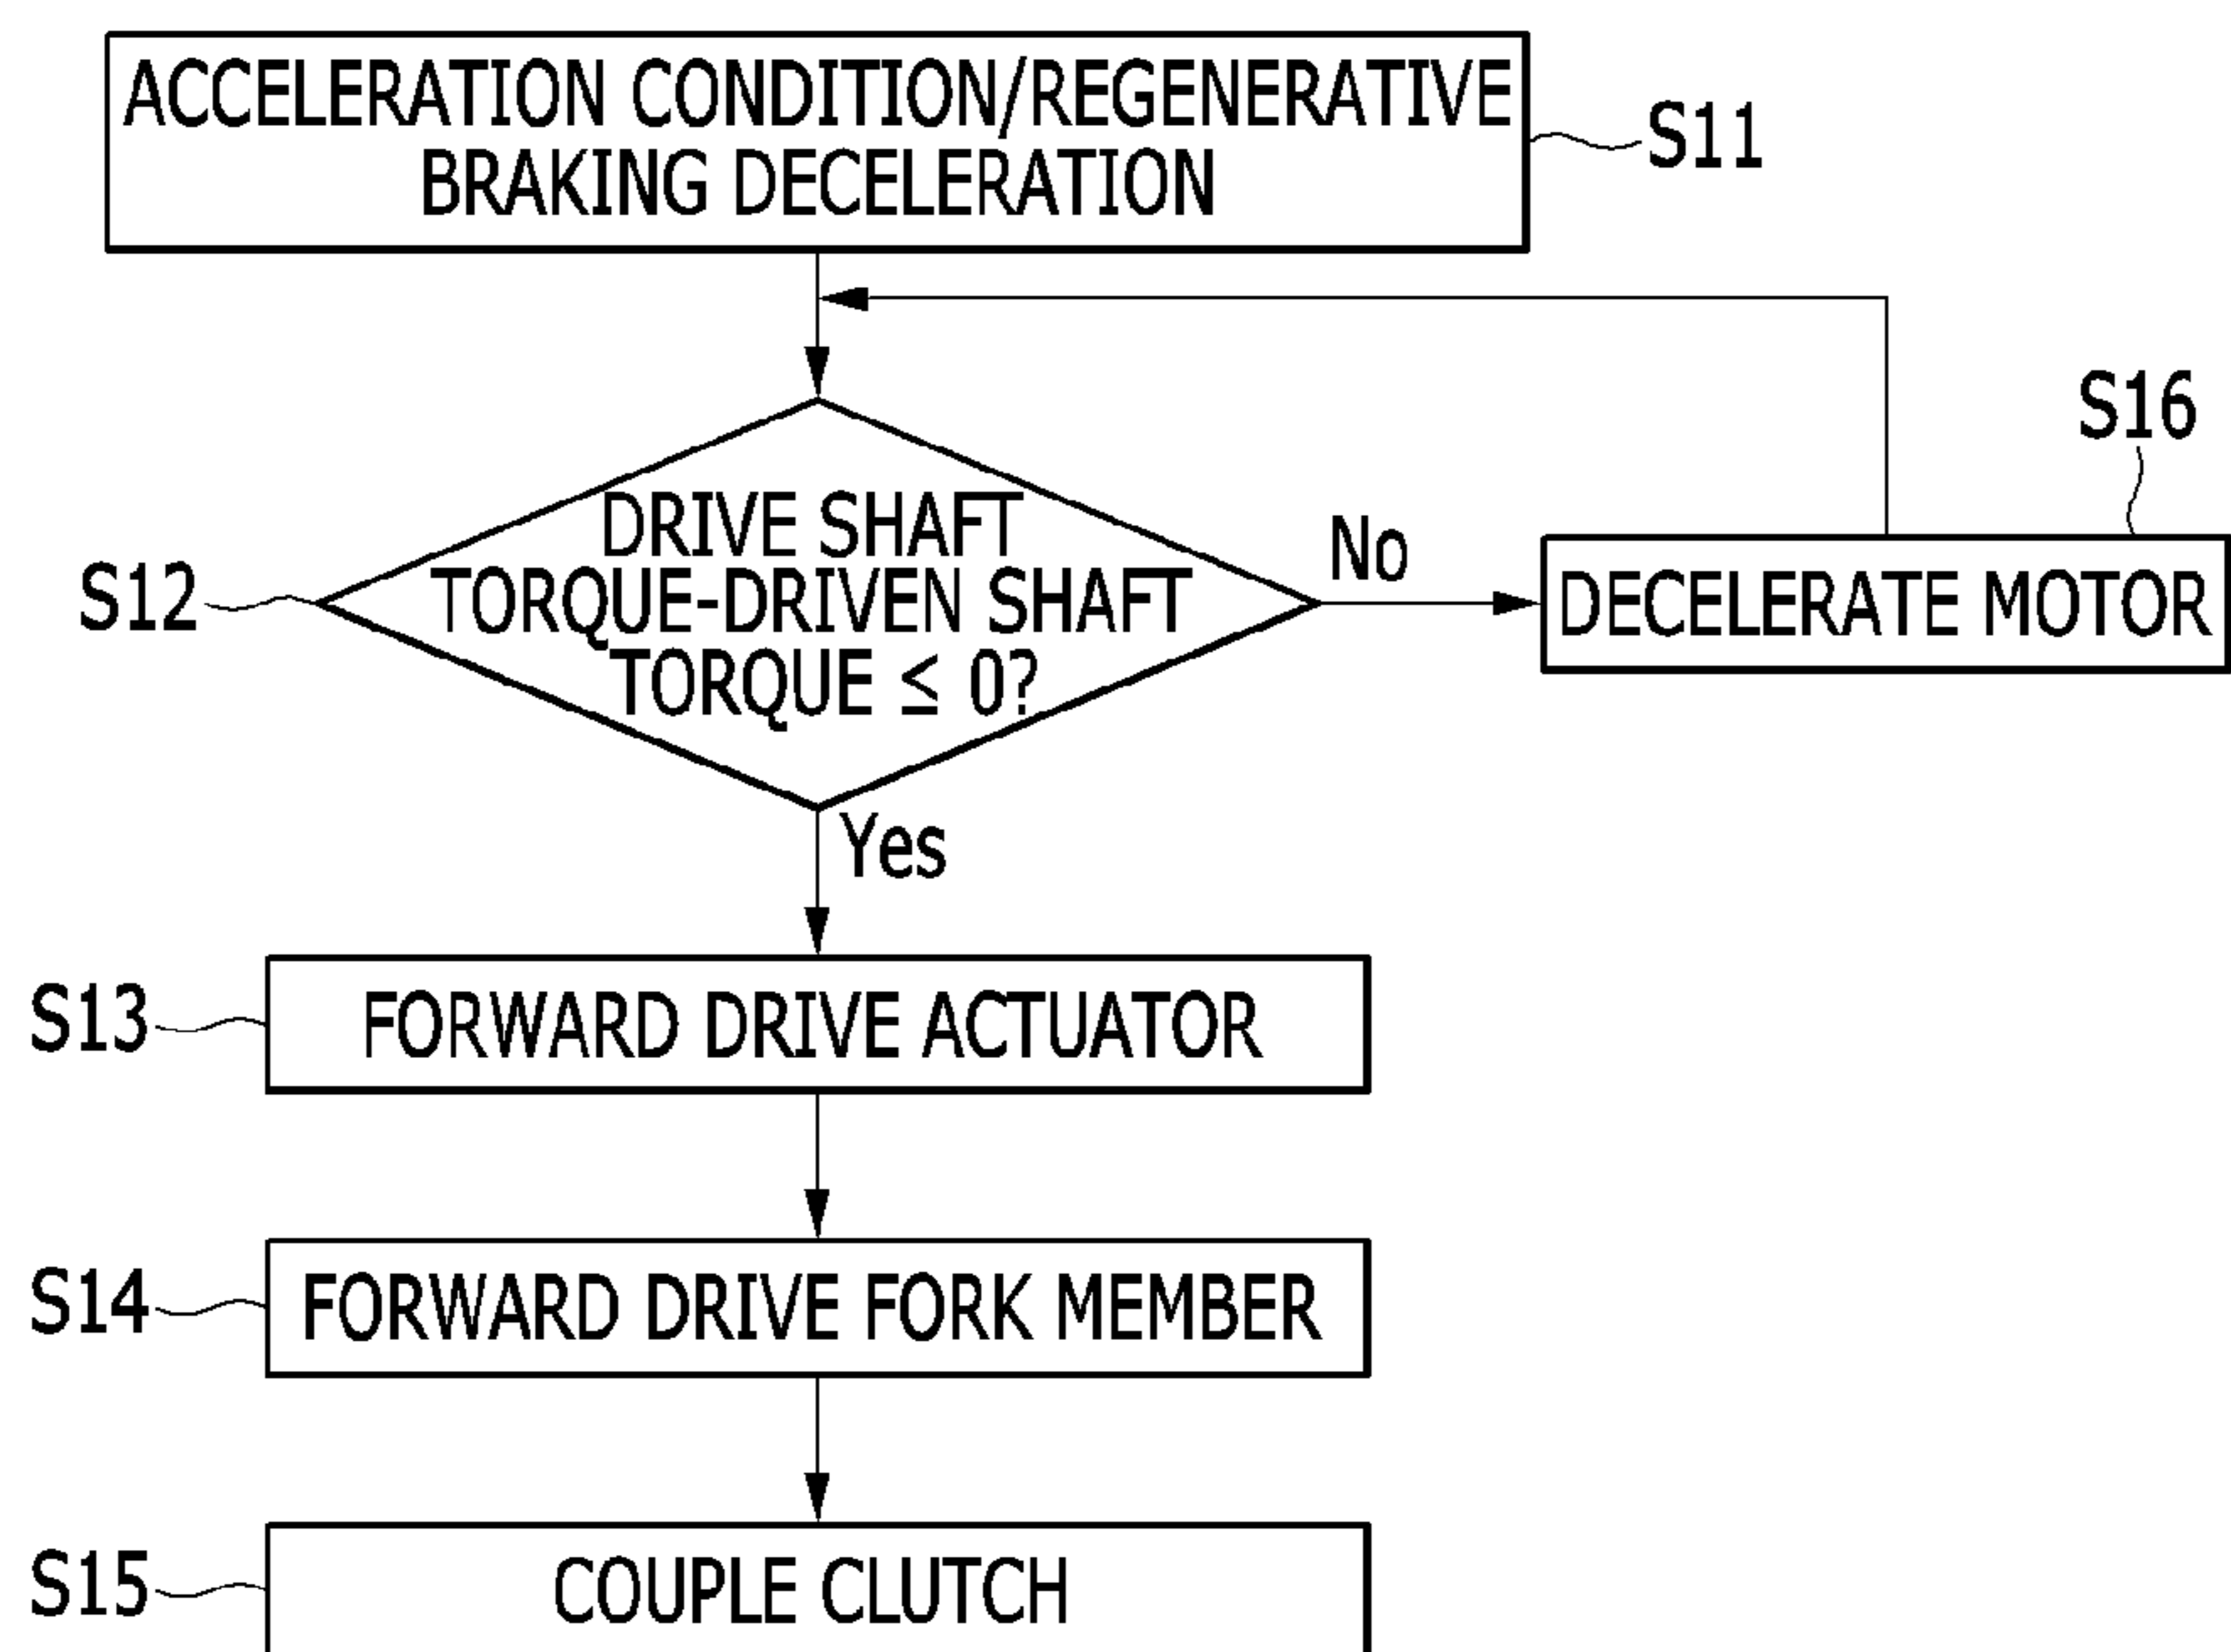 ACCELERATION CONDITION/REGENERATIVE
BRAKING DECELERATION
S11
S16
DRIVE SHAFT
TORQUE-DRIVEN SHAFT
TORQUE ≤ 0?
S12
No
DECELERATE MOTOR
Yes
S13
FORWARD DRIVE ACTUATOR
S14
FORWARD DRIVE FORK MEMBER
S15
COUPLE CLUTCH